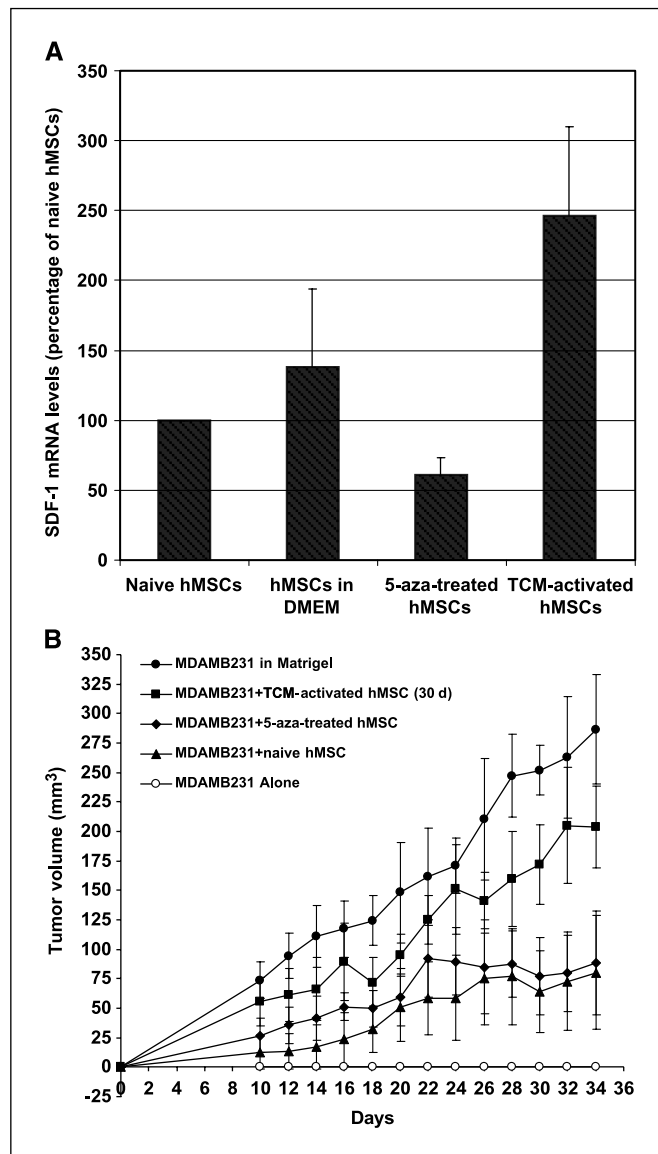 A
350
300
250
200
150
100
50
0
SDF-1 mRNA levels (percentage of naive hMSCs)
Naive hMSCs
hMSCs in
DMEM
5-aza-treated
hMSCs
TCM-activated
hMSCs
B
350
325
300
275
250
225
200
175
150
125
100
75
50
25
0
-25
Tumor volume (mm³)
MDAMB231 in Matrigel
MDAMB231+TCM-activated hMSC (30 d)
MDAMB231+5-aza-treated hMSC
MDAMB231+naive hMSC
MDAMB231 Alone
0 2 4 6 8 10 12 14 16 18 20 22 24 26 28 30 32 34 36
Days